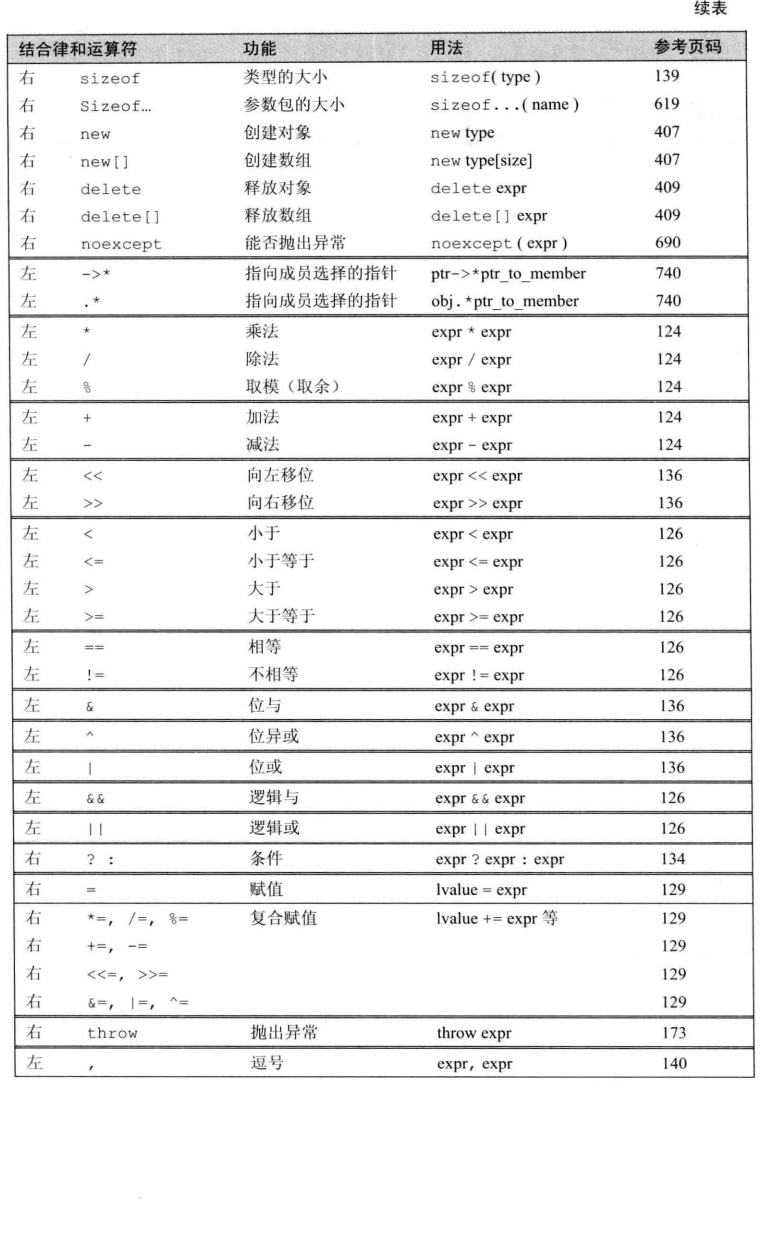 续表
结合律和运算符 功能 用法 参考页码
右 sizeof 类型的大小 sizeof( type ) 139
右 Sizeof… 参数包的大小 sizeof...( name ) 619
右 new 创建对象 new type 407
右 new[] 创建数组 new type[size] 407
右 delete 释放对象 delete expr 409
右 delete[] 释放数组 delete[] expr 409
右 noexcept 能否抛出异常 noexcept ( expr ) 690
左 ->* 指向成员选择的指针 ptr->*ptr_to_member 740
左 .* 指向成员选择的指针 obj.*ptr_to_member 740
左 * 乘法 expr * expr 124
左 / 除法 expr / expr 124
左 % 取模（取余） expr % expr 124
左 + 加法 expr + expr 124
左 - 减法 expr - expr 124
左 << 向左移位 expr << expr 136
左 >> 向右移位 expr >> expr 136
左 < 小于 expr < expr 126
左 <= 小于等于 expr <= expr 126
左 > 大于 expr > expr 126
左 >= 大于等于 expr >= expr 126
左 == 相等 expr == expr 126
左 != 不相等 expr != expr 126
左 & 位与 expr & expr 136
左 ^ 位异或 expr ^ expr 136
左 | 位或 expr | expr 136
左 && 逻辑与 expr && expr 126
左 || 逻辑或 expr || expr 126
右 ? : 条件 expr ? expr : expr 134
右 = 赋值 lvalue = expr 129
右 *=, /=, %= 复合赋值 lvalue += expr 等 129
右 +=, -= 129
右 <<=, >>= 129
右 &=, |=, ^= 129
右 throw 抛出异常 throw expr 173
左 , 逗号 expr, expr 140